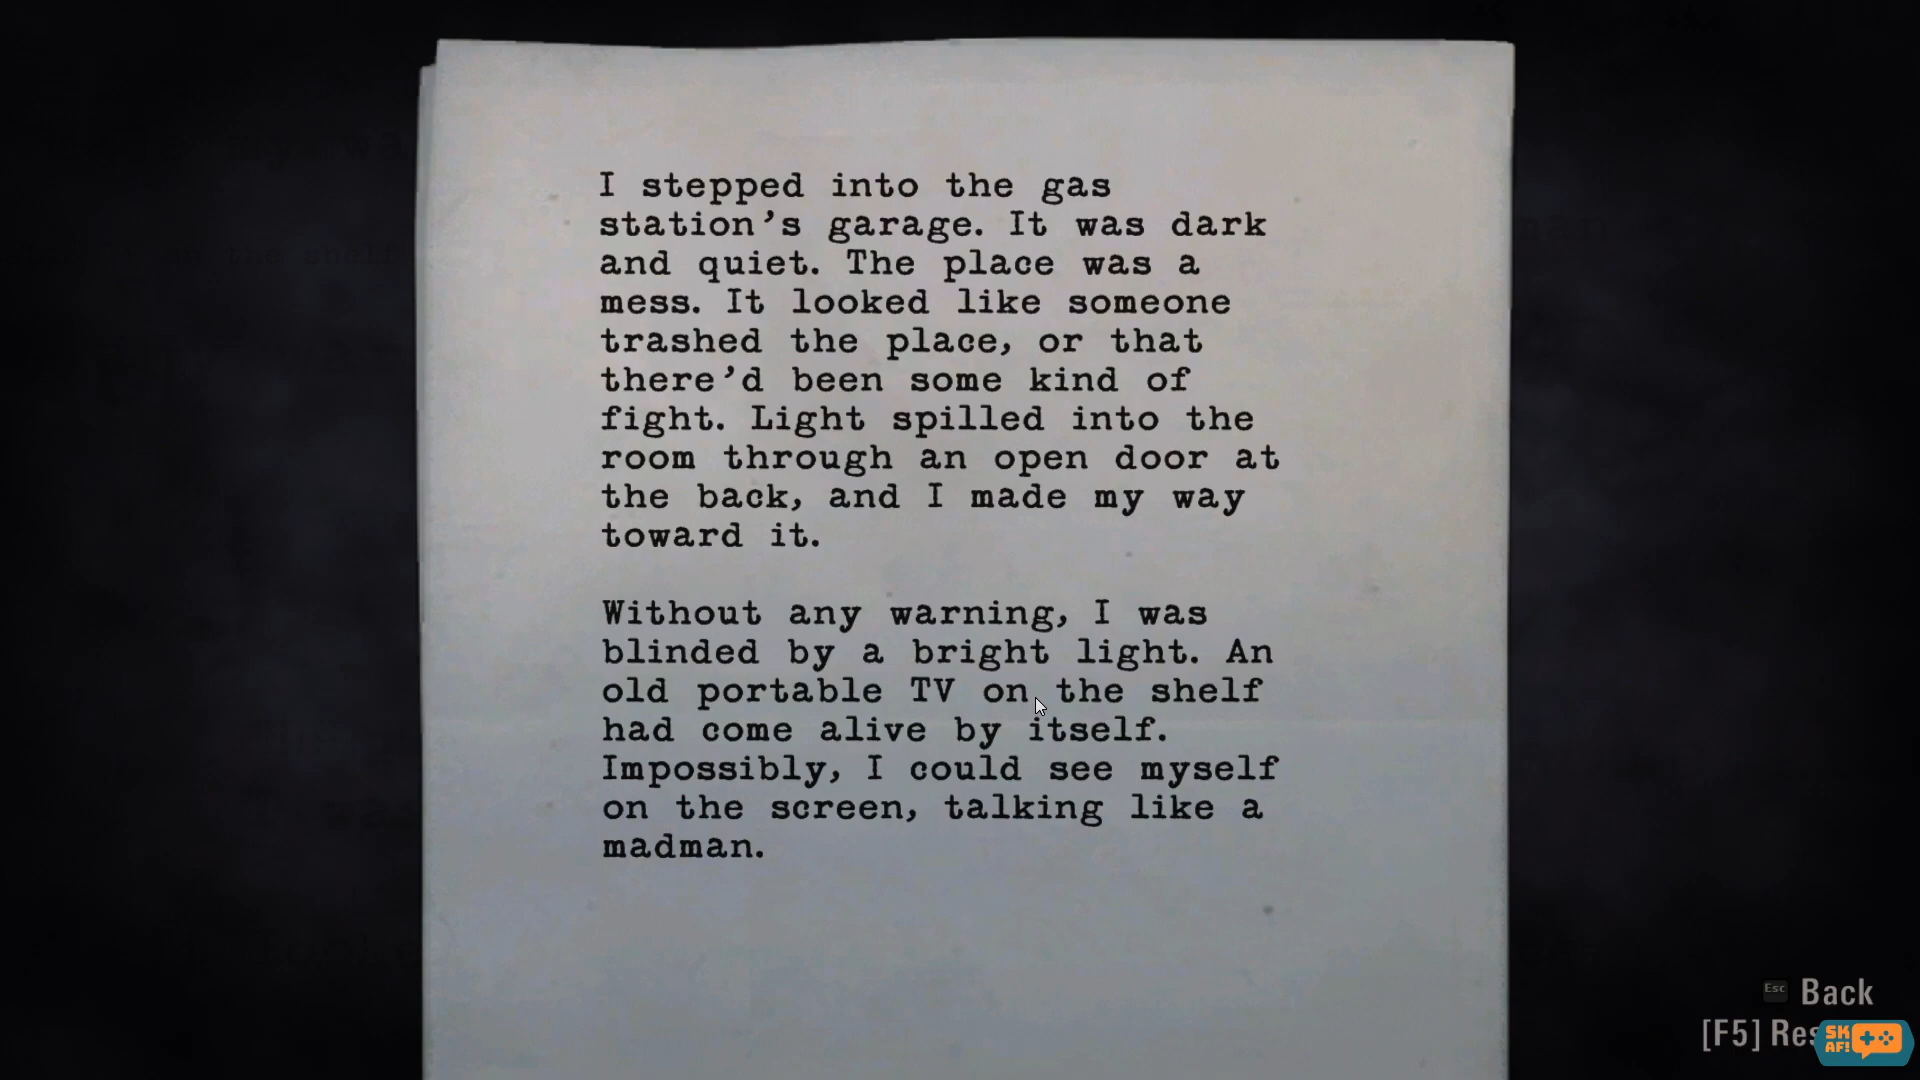 I stepped into the gas
station’s garage. It was dark
and quiet. The place was a
mess. It looked like someone
trashed the place, or that
there’d been some kind of
fight. Light spilled into the
room through an open door at
the back, and I made my way
toward it.
Without any warning, I was
blinded by a bright light. An
old portable TV on the shelf
had come alive by itself.
Impossibly, I could see myself
on the screen, talking like a
madman.
Esc Back
[F5] Res
SK
AF!